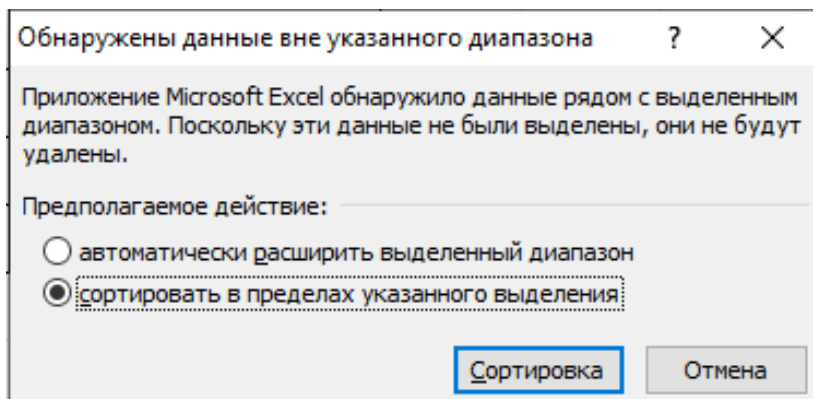 Обнаружены данные вне указанного диапазона ?
Приложение Microsoft Excel обнаружило данные рядом с выделенным
диапазоном. Поскольку эти данные не были выделены, они не будут
удалены.
Предполагаемое действие:
автоматически расширить выделенный диапазон
сортировать в пределах указанного выделения
Сортировка Отмена